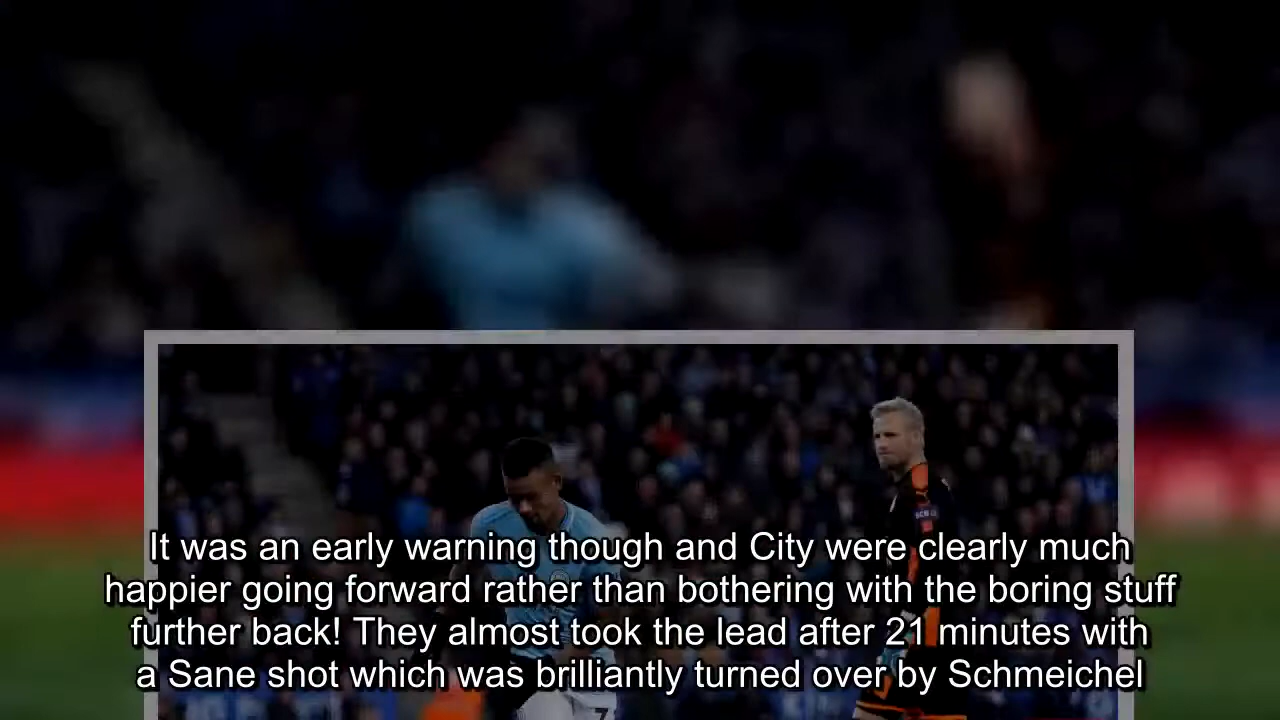 It was an early warning though and City were clearly much
happier going forward rather than bothering with the boring stuff
further back! They almost took the lead after 21 minutes with
a Sane shot which was brilliantly turned over by Schmeichel